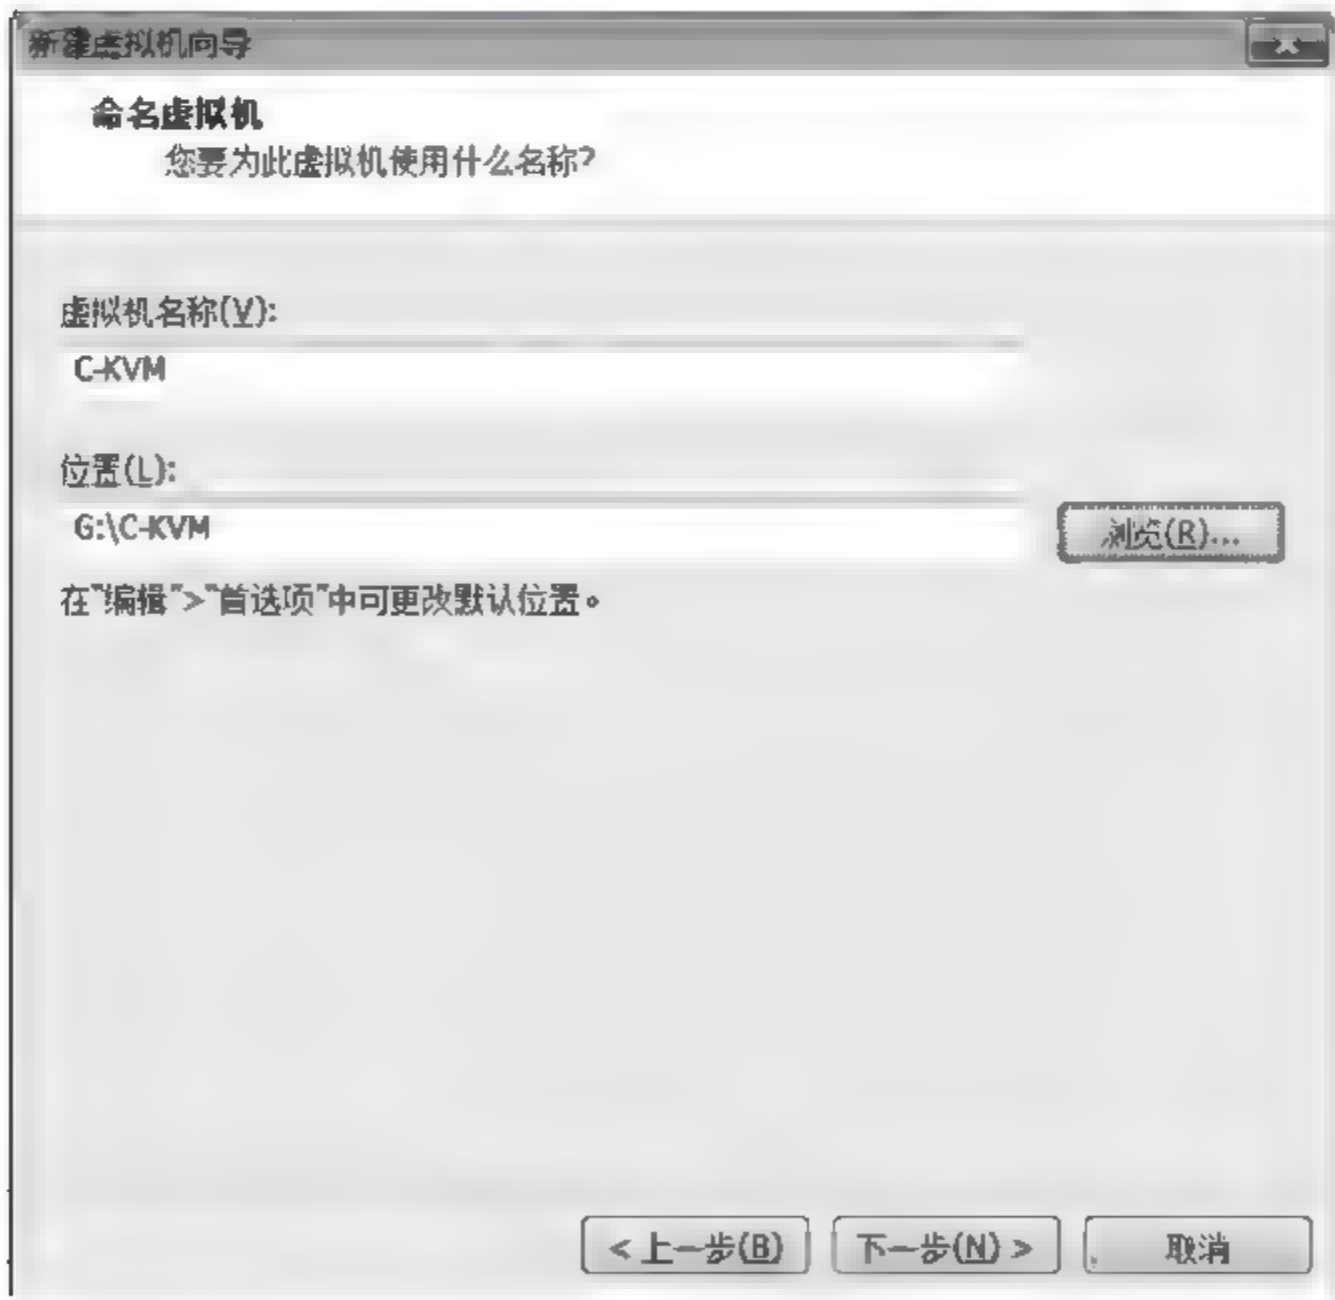 新建虚拟机向导
命名虚拟机
您要为此虚拟机使用什么名称?
虚拟机名称(V):
C-KVM
位置(L):
G:\C-KVM
浏览(R)...
在"编辑">"首选项"中可更改默认位置。
< 上一步(B)
下一步(N) >
取消